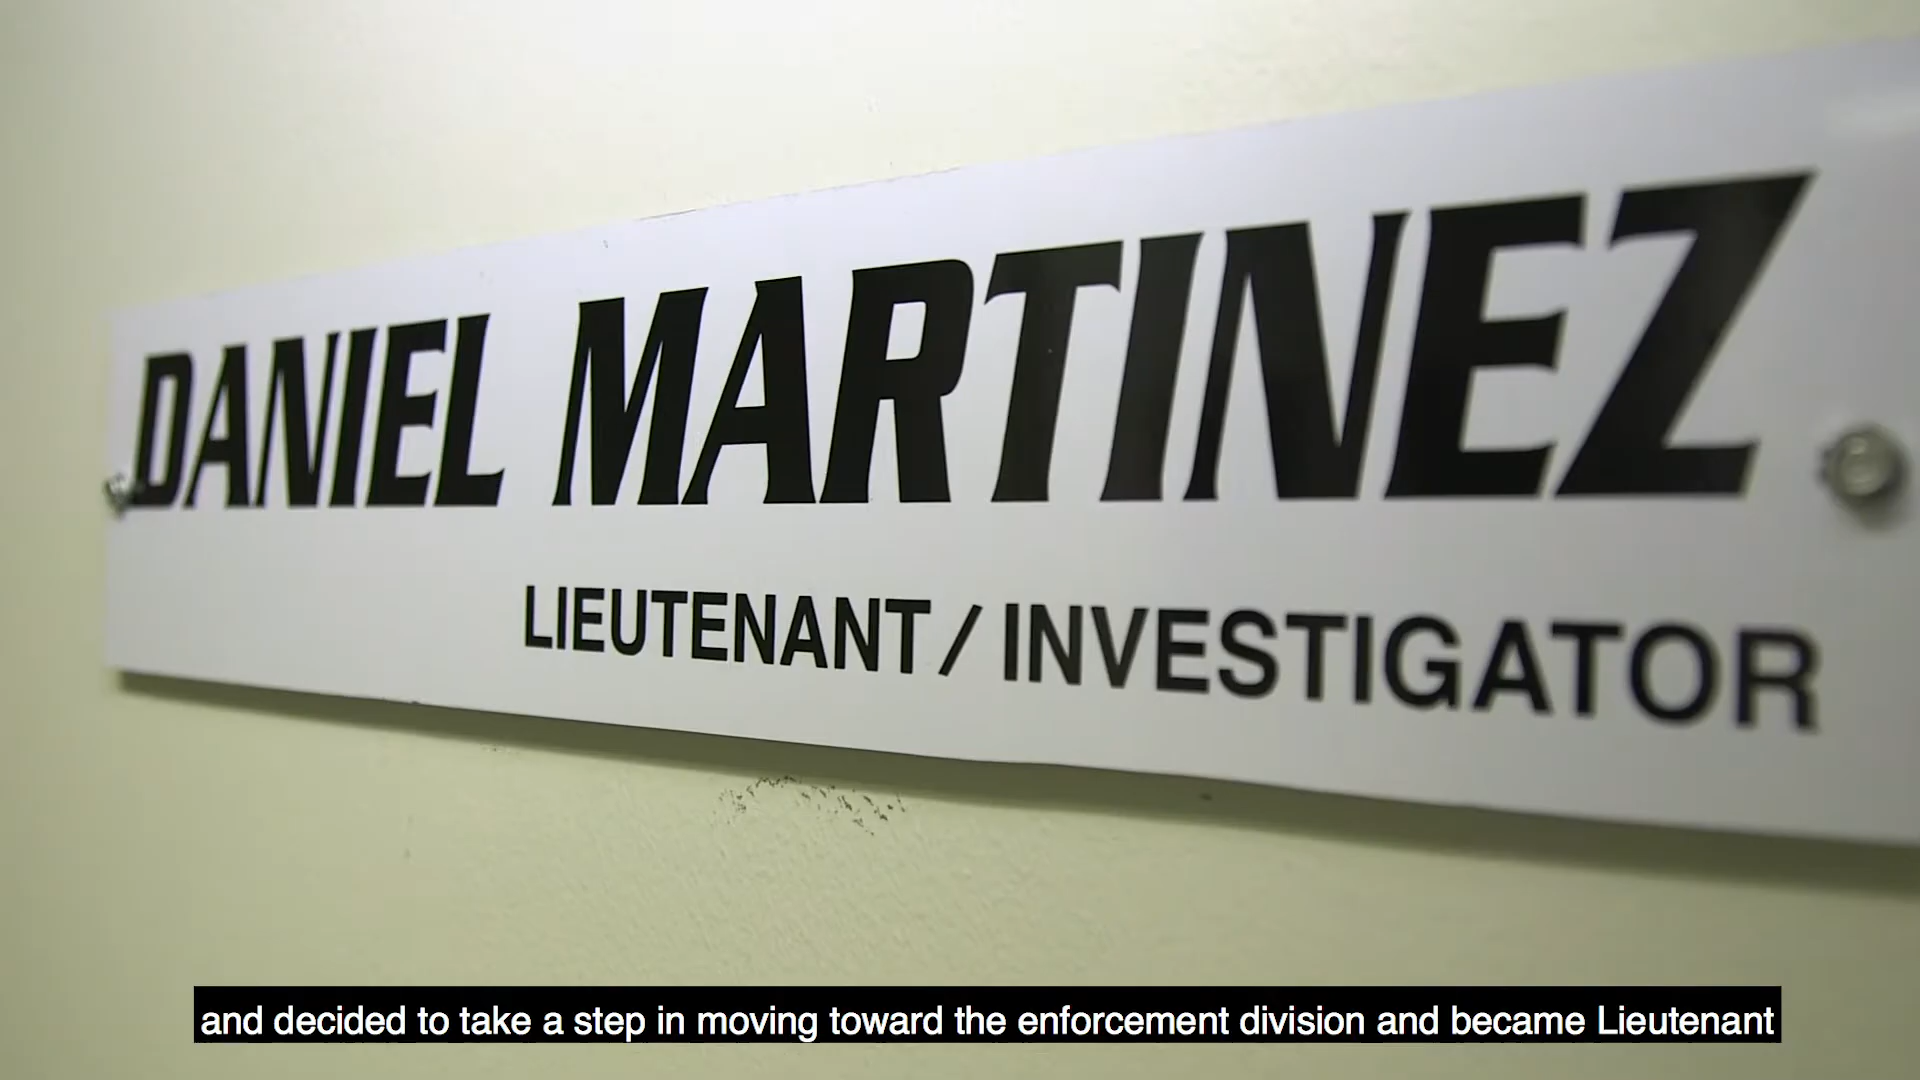 DANIEL MARTINEZ
LIEUTENANT / INVESTIGATOR
and decided to take a step in moving toward the enforcement division and became Lieutenant